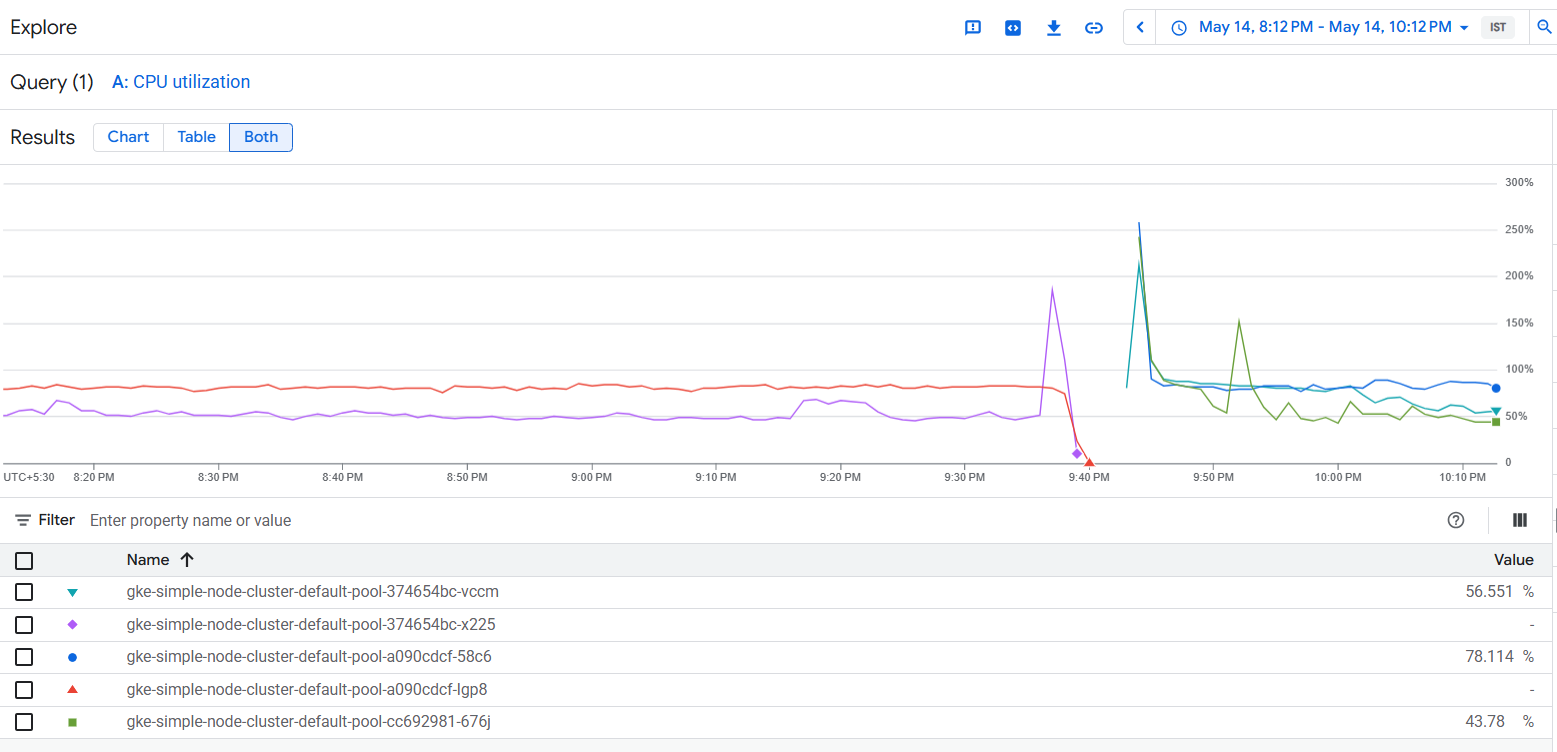 Explore
May 14, 8:12 PM - May 14, 10:12 PM IST
Query (1) A: CPU utilization
Results Chart Table Both
300%
250%
200%
150%
100%
50%
0
UTC+5:30 8:20 PM 8:30 PM 8:40 PM 8:50 PM 9:00 PM 9:10 PM 9:20 PM 9:30 PM 9:40 PM 9:50 PM 10:00 PM 10:10 PM
Filter Enter property name or value
Name Value
gke-simple-node-cluster-default-pool-374654bc-vccm 56.551 %
gke-simple-node-cluster-default-pool-374654bc-x225 -
gke-simple-node-cluster-default-pool-a090cdcf-58c6 78.114 %
gke-simple-node-cluster-default-pool-a090cdcf-lgp8 -
gke-simple-node-cluster-default-pool-cc692981-676j 43.78 %